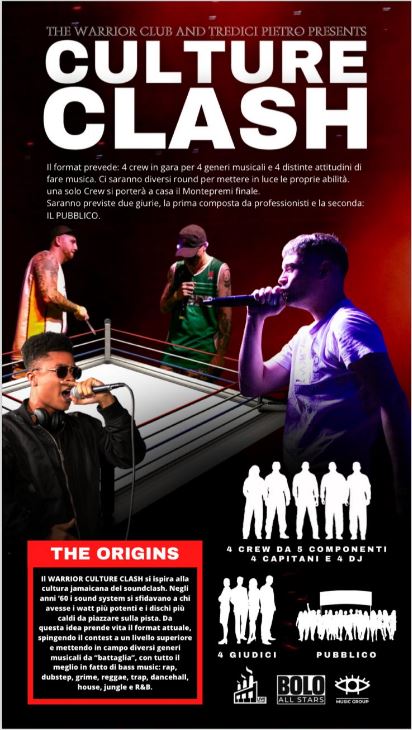 THE WARRIOR CLUB AND TREDICI PIETRO PRESENTS
CULTURE
CLASH
Il format prevede: 4 crew in gara per 4 generi musicali e 4 distinte attitudini di
fare musica. Ci saranno diversi round per mettere in luce le proprie abilità.
una solo Crew si porterà a casa il Montepremi finale.
Saranno previste due giurie, la prima composta da professionisti e la seconda:
IL PUBBLICO.
4 CREW DA 5 COMPONENTI
4 CAPITANI E 4 DJ
THE ORIGINS
Il WARRIOR CULTURE CLASH si ispira alla
cultura jamaicana del soundclash. Negli
anni '60 i sound system si sfidavano a chi
avesse i watt più potenti e i dischi più
caldi da piazzare sulla pista. Da
questa idea prende vita il format attuale,
spingendo il contest a un livello superiore
e mettendo in campo diversi generi
musicali da “battaglia”, con tutto il
meglio in fatto di bass music: rap,
dubstep, grime, reggae, trap, dancehall,
house, jungle e R&B.
4 GIUDICI
PUBBLICO
BOLO
ALL STARS
MUSIC GROUP